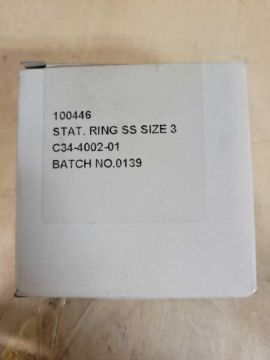 100446
STAT. RING SS SIZE 3
C34-4002-01
BATCH NO.0139